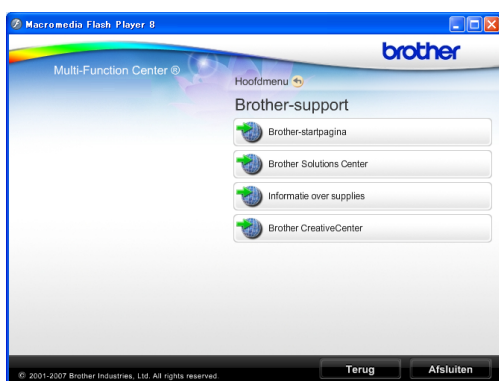 Macromedia Flash Player 8
brother
Multi-Function Center ®
Hoofdmenu
Brother-support
Brother-startpagina
Brother Solutions Center
Informatie over supplies
Brother CreativeCenter
© 2001-2007 Brother Industries, Ltd. All rights reserved.
Terug
Afsluiten